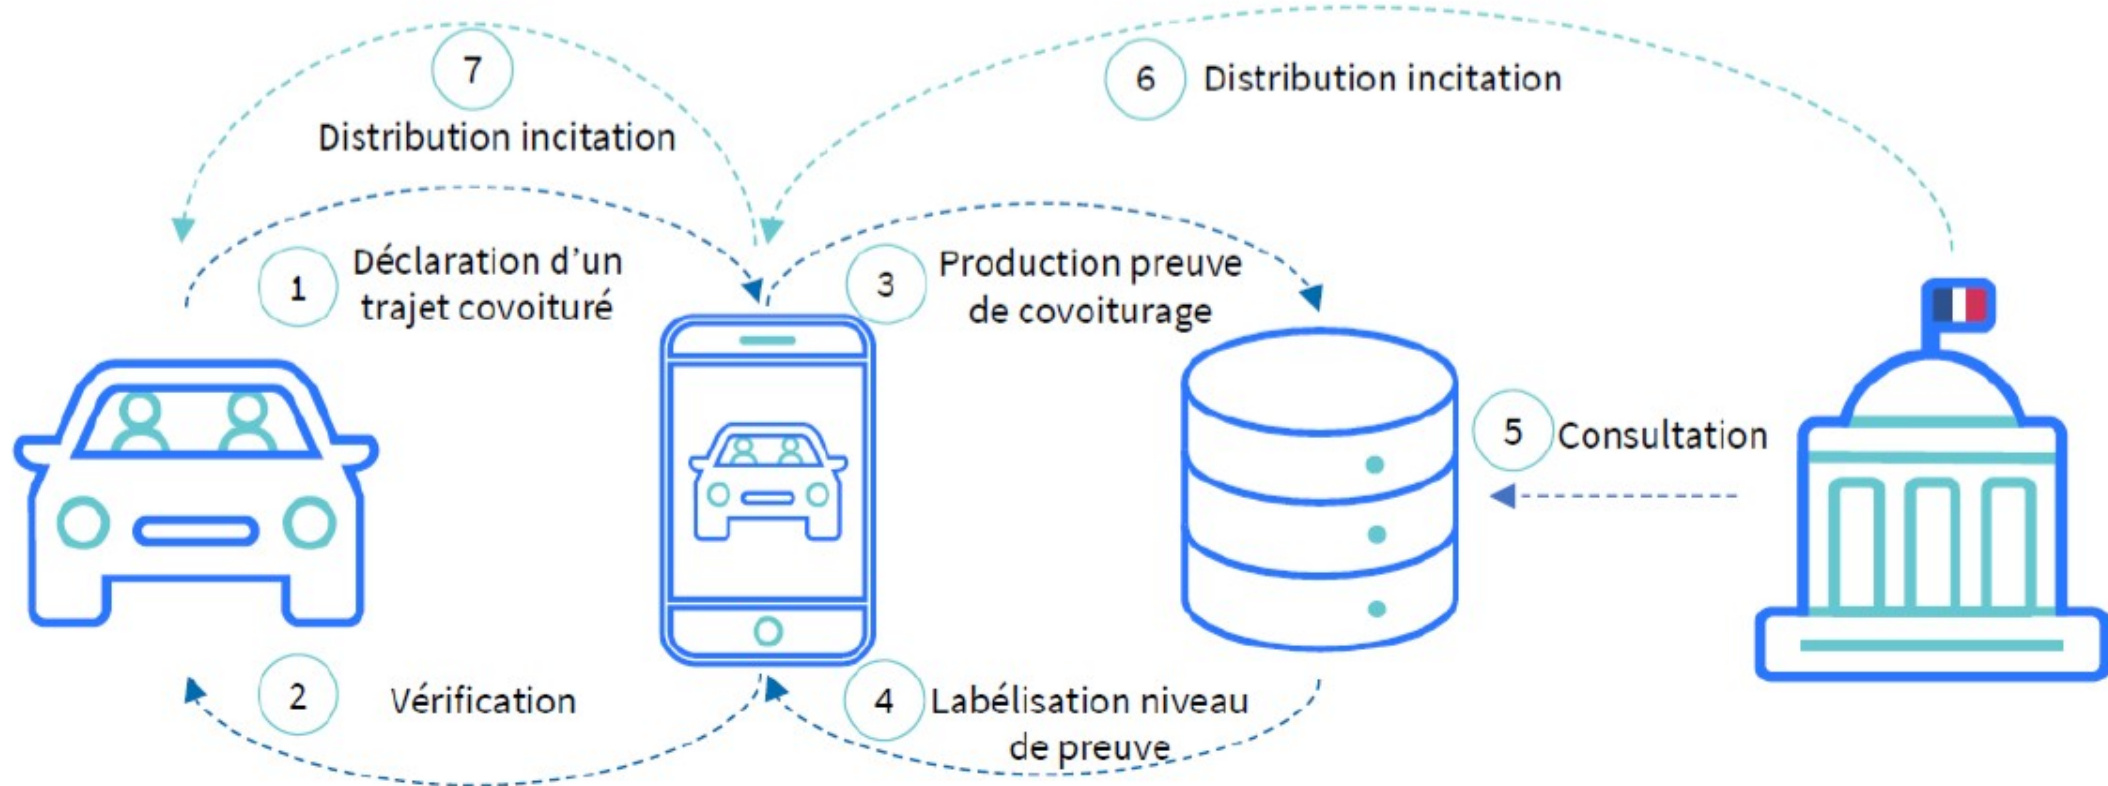 7
Distribution incitation
6 Distribution incitation
1 Déclaration d’un
trajet covoituré
3 Production preuve
de covoiturage
5 Consultation
2 Vérification
4 Labélisation niveau
de preuve